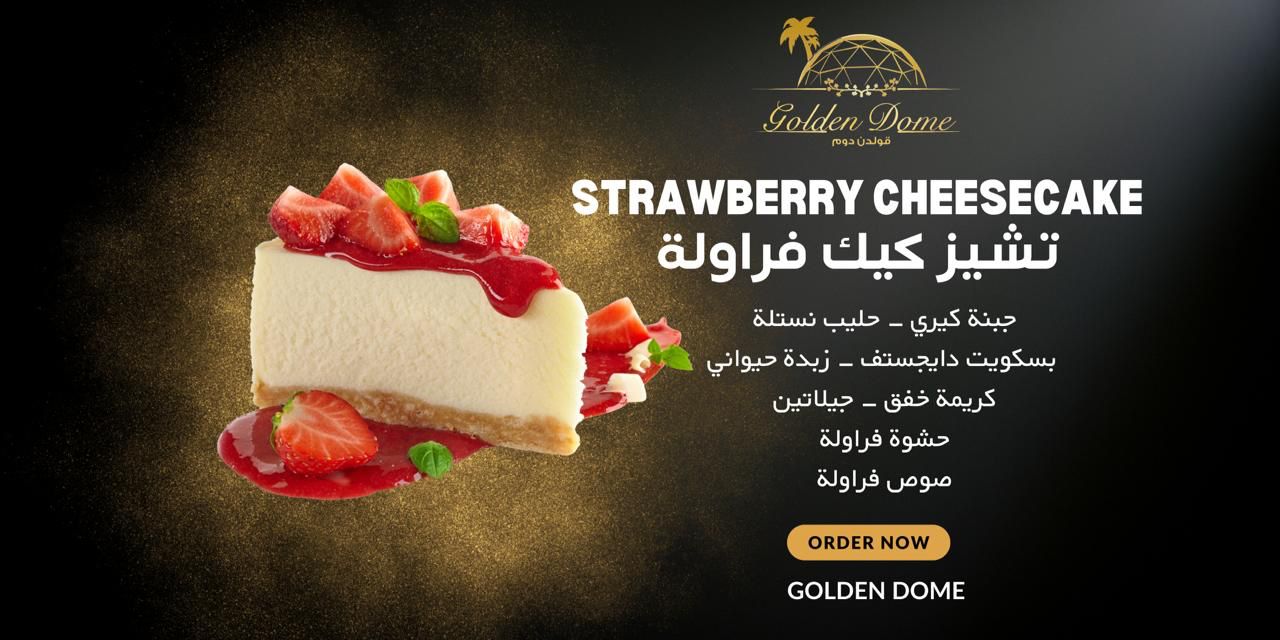 Golden Dome
قولدن دوم
STRAWBERRY CHEESECAKE
تشيز كيك فراولة
جبنة كيري – حليب نستلة
بسكويت دايجستف – زبدة حيواني
كريمة خفق – جيلاتين
حشوة فراولة
صوص فراولة
ORDER NOW
GOLDEN DOME